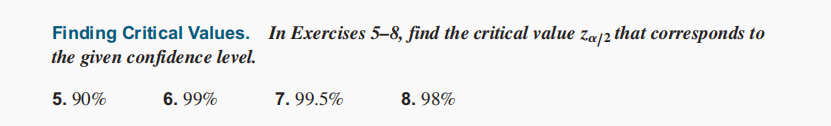 Finding Critical Values. In Exercises 5–8, find the critical value zα/2 that corresponds to
the given confidence level.
5. 90% 6. 99% 7. 99.5% 8. 98%